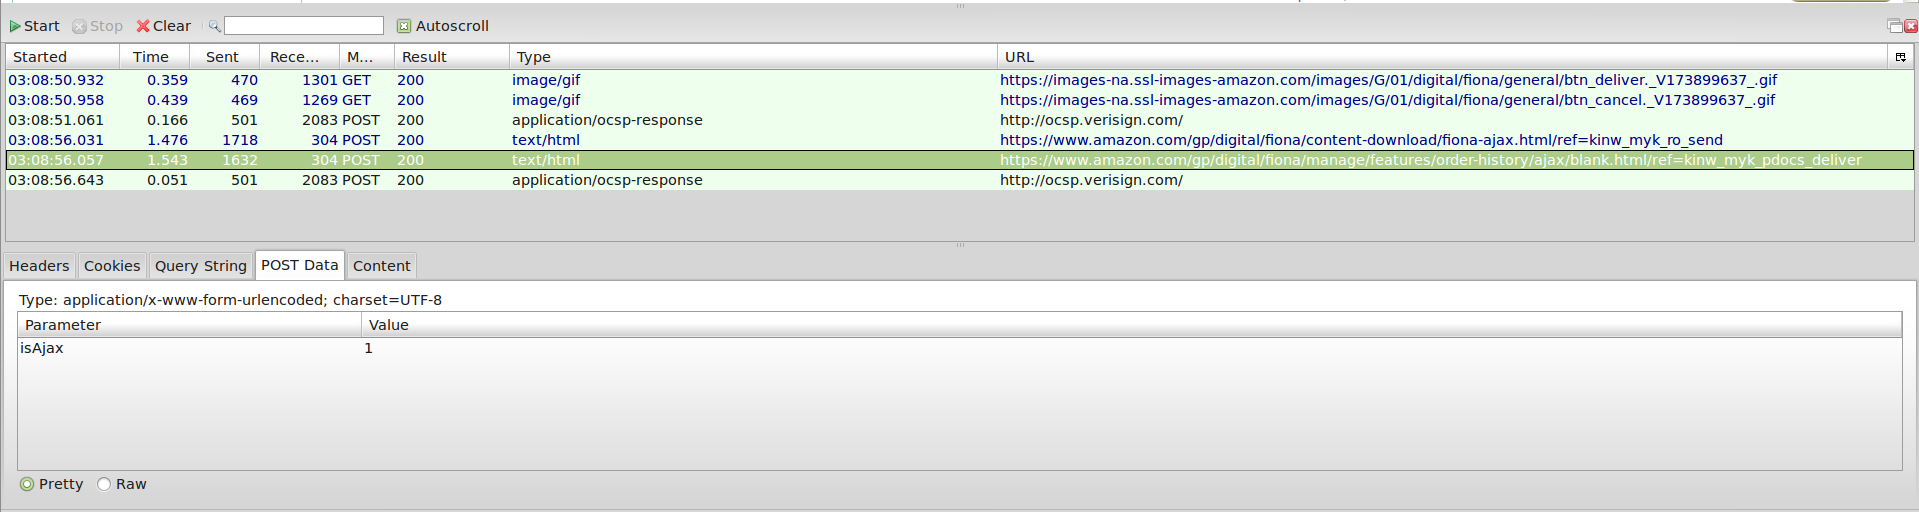 Start Stop Clear Autoscroll
Started Time Sent Rece... M... Result Type URL
03:08:50.932 0.359 470 1301 GET 200 image/gif https://images-na.ssl-images-amazon.com/images/G/01/digital/fiona/general/btn_deliver._V173899637_.gif
03:08:50.958 0.439 469 1269 GET 200 image/gif https://images-na.ssl-images-amazon.com/images/G/01/digital/fiona/general/btn_cancel._V173899637_.gif
03:08:51.061 0.166 501 2083 POST 200 application/ocsp-response http://ocsp.verisign.com/
03:08:56.031 1.476 1718 304 POST 200 text/html https://www.amazon.com/gp/digital/fiona/content-download/fiona-ajax.html/ref=kinw_myk_ro_send
03:08:56.057 1.543 1632 304 POST 200 text/html https://www.amazon.com/gp/digital/fiona/manage/features/order-history/ajax/blank.html/ref=kinw_myk_pdocs_deliver
03:08:56.643 0.051 501 2083 POST 200 application/ocsp-response http://ocsp.verisign.com/
Headers Cookies Query String POST Data Content
Type: application/x-www-form-urlencoded; charset=UTF-8
Parameter Value
isAjax 1
Pretty Raw